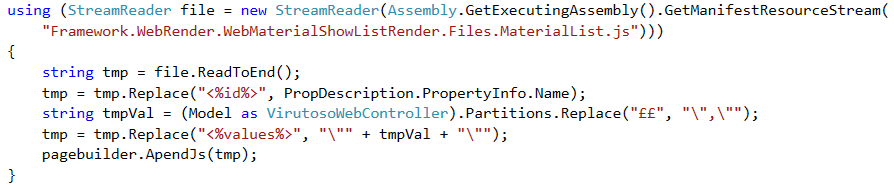 using (StreamReader file = new StreamReader(Assembly.GetExecutingAssembly().GetManifestResourceStream(
"Framework.WebRender.WebMaterialShowListRender.Files.MaterialList.js")))
{
string tmp = file.ReadToEnd();
tmp = tmp.Replace("<%id%>", PropDescription.PropertyInfo.Name);
string tmpVal = (Model as VirutosoWebController).Partitions.Replace("££", "\",\"");
tmp = tmp.Replace("<%values%>", "\"" + tmpVal + "\"");
pagebuilder.ApendJs(tmp);
}